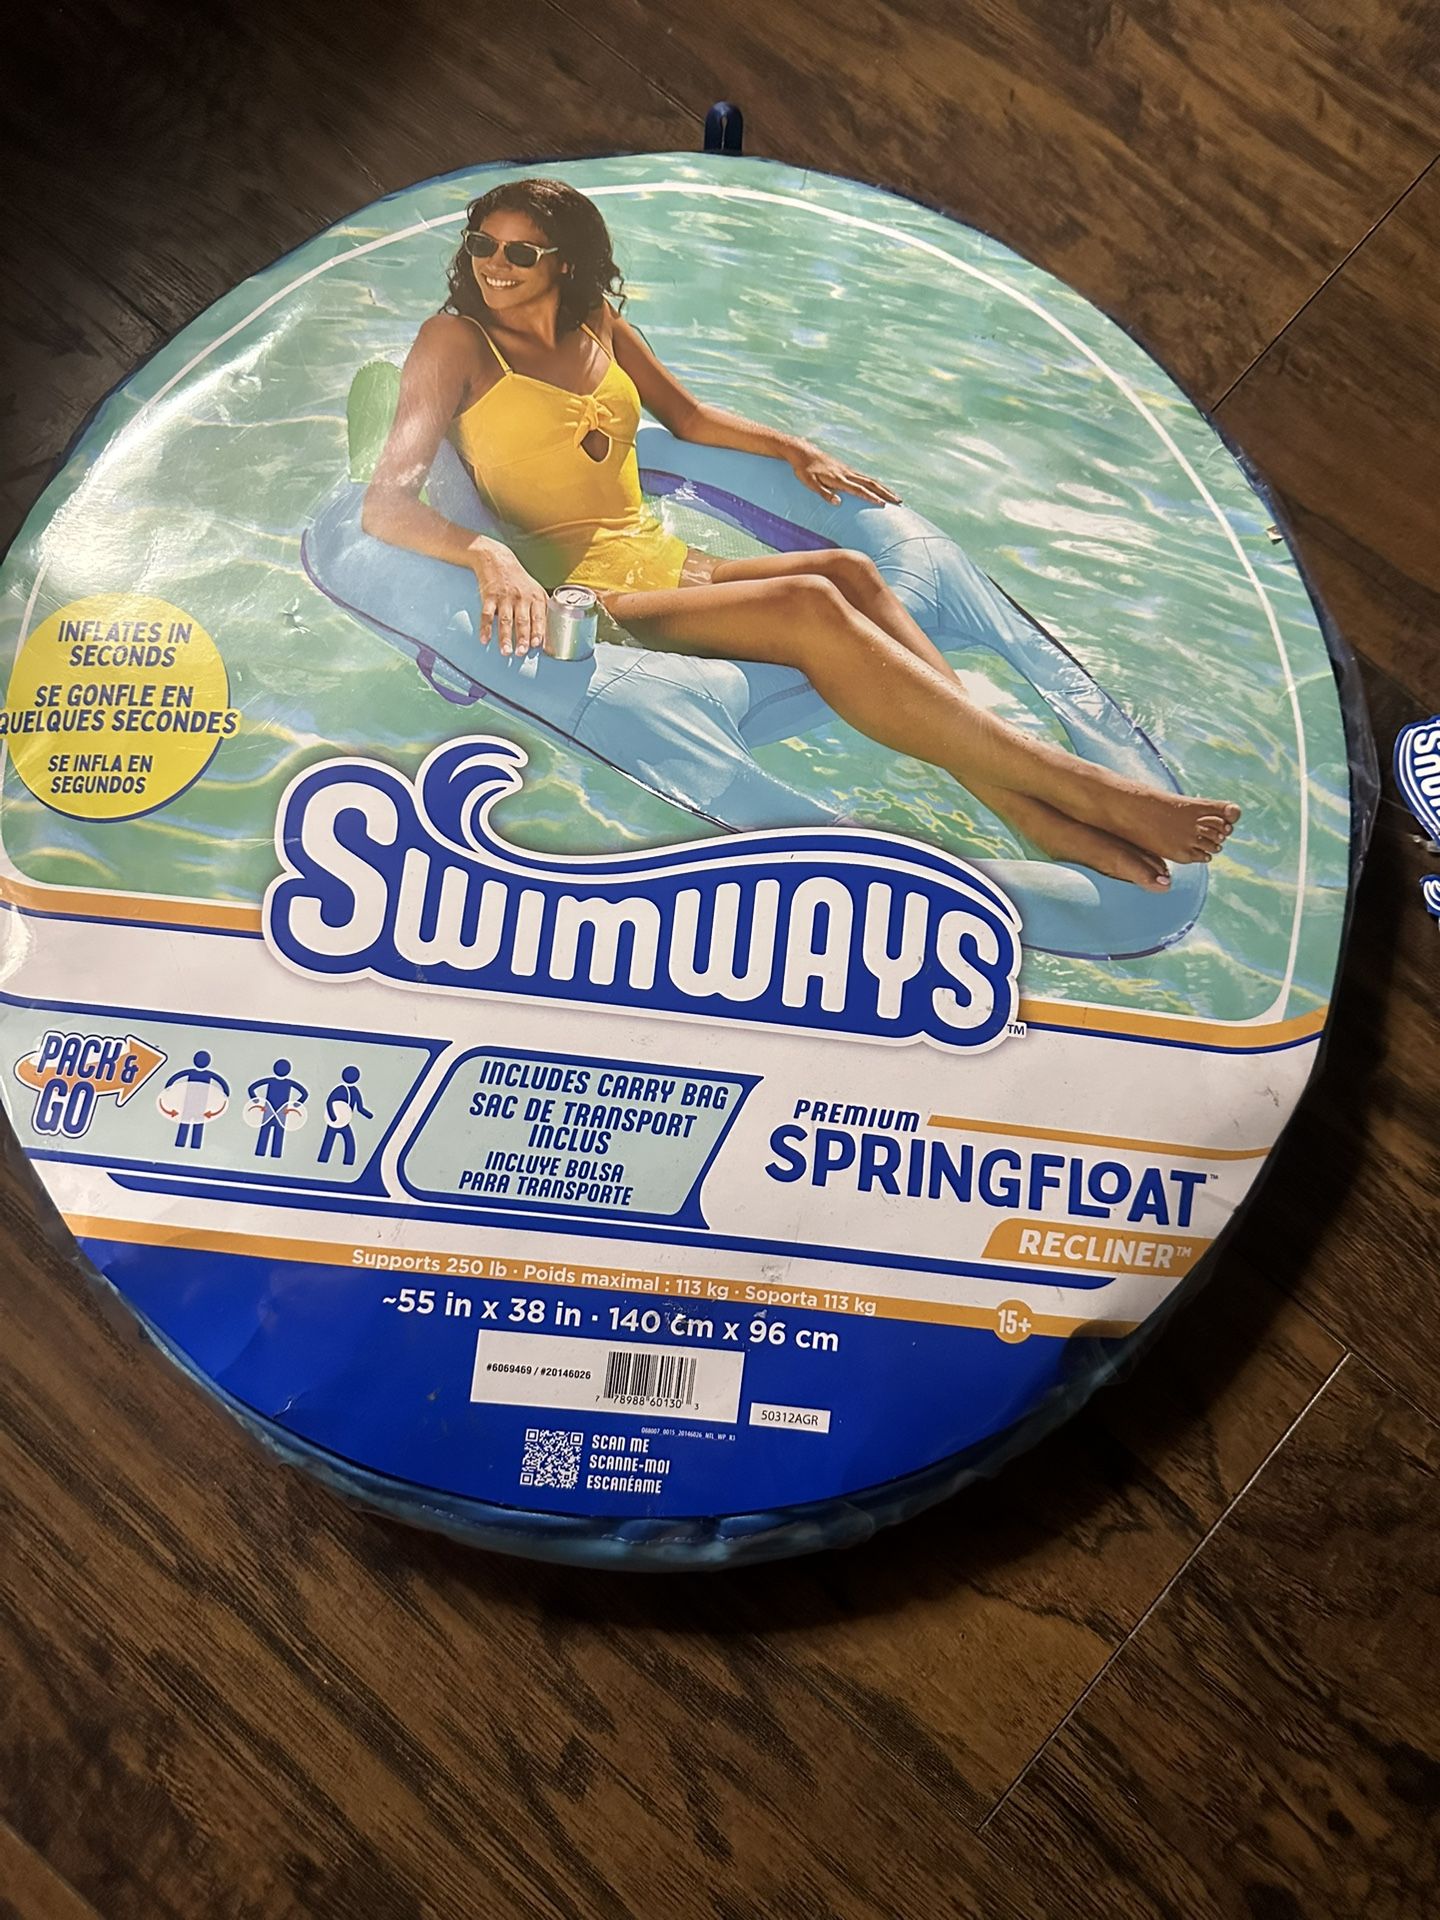 INFLATES IN
SECONDS
SE GONFLE EN
QUELQUES SECONDES
SE INFLA EN
SEGUNDOS
SWIMWAYS™
PACK &
GO
INCLUDES CARRY BAG
SAC DE TRANSPORT
INCLUS
INCLUYE BOLSA
PARA TRANSPORTE
PREMIUM
SPRINGFLOAT™
RECLINER™
Supports 250 lb · Poids maximal : 113 kg · Soporta 113 kg
15+
~55 in x 38 in · 140 cm x 96 cm
#6069469 / #20146026
7 78988 60130 3
50312AGR
SCAN ME
SCANNE-MOI
ESCANÉAME